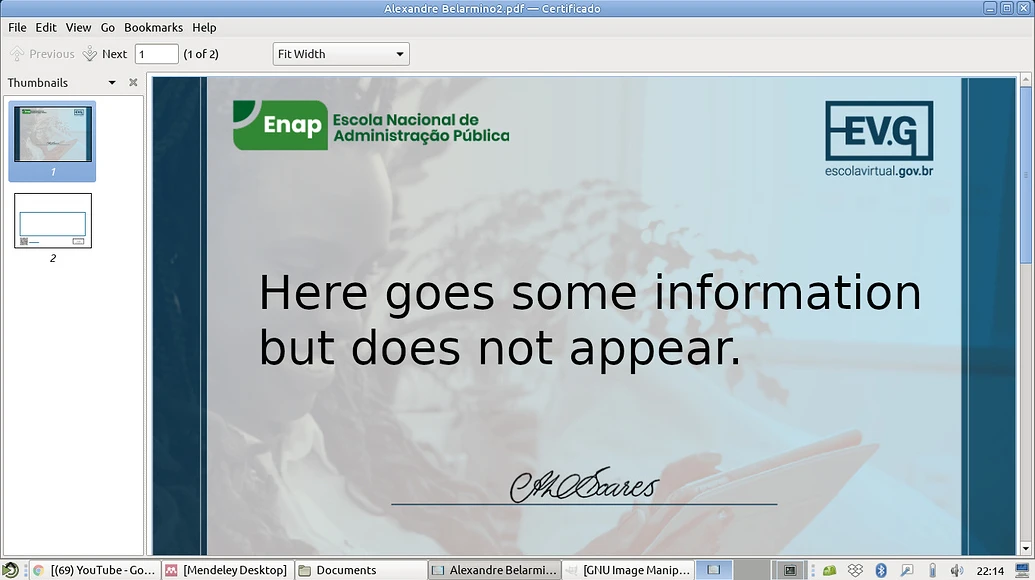 Alexandre Belarmino2.pdf — Certificado
File Edit View Go Bookmarks Help
Previous Next 1 (1 of 2) Fit Width
Thumbnails
1
2
Enap Escola Nacional de
Administração Pública
EV.G
escolavirtual.gov.br
Here goes some information
but does not appear.
Soares
[(69) YouTube - Go... [Mendeley Desktop] Documents Alexandre Belarmi... [GNU Image Manip... 22:14